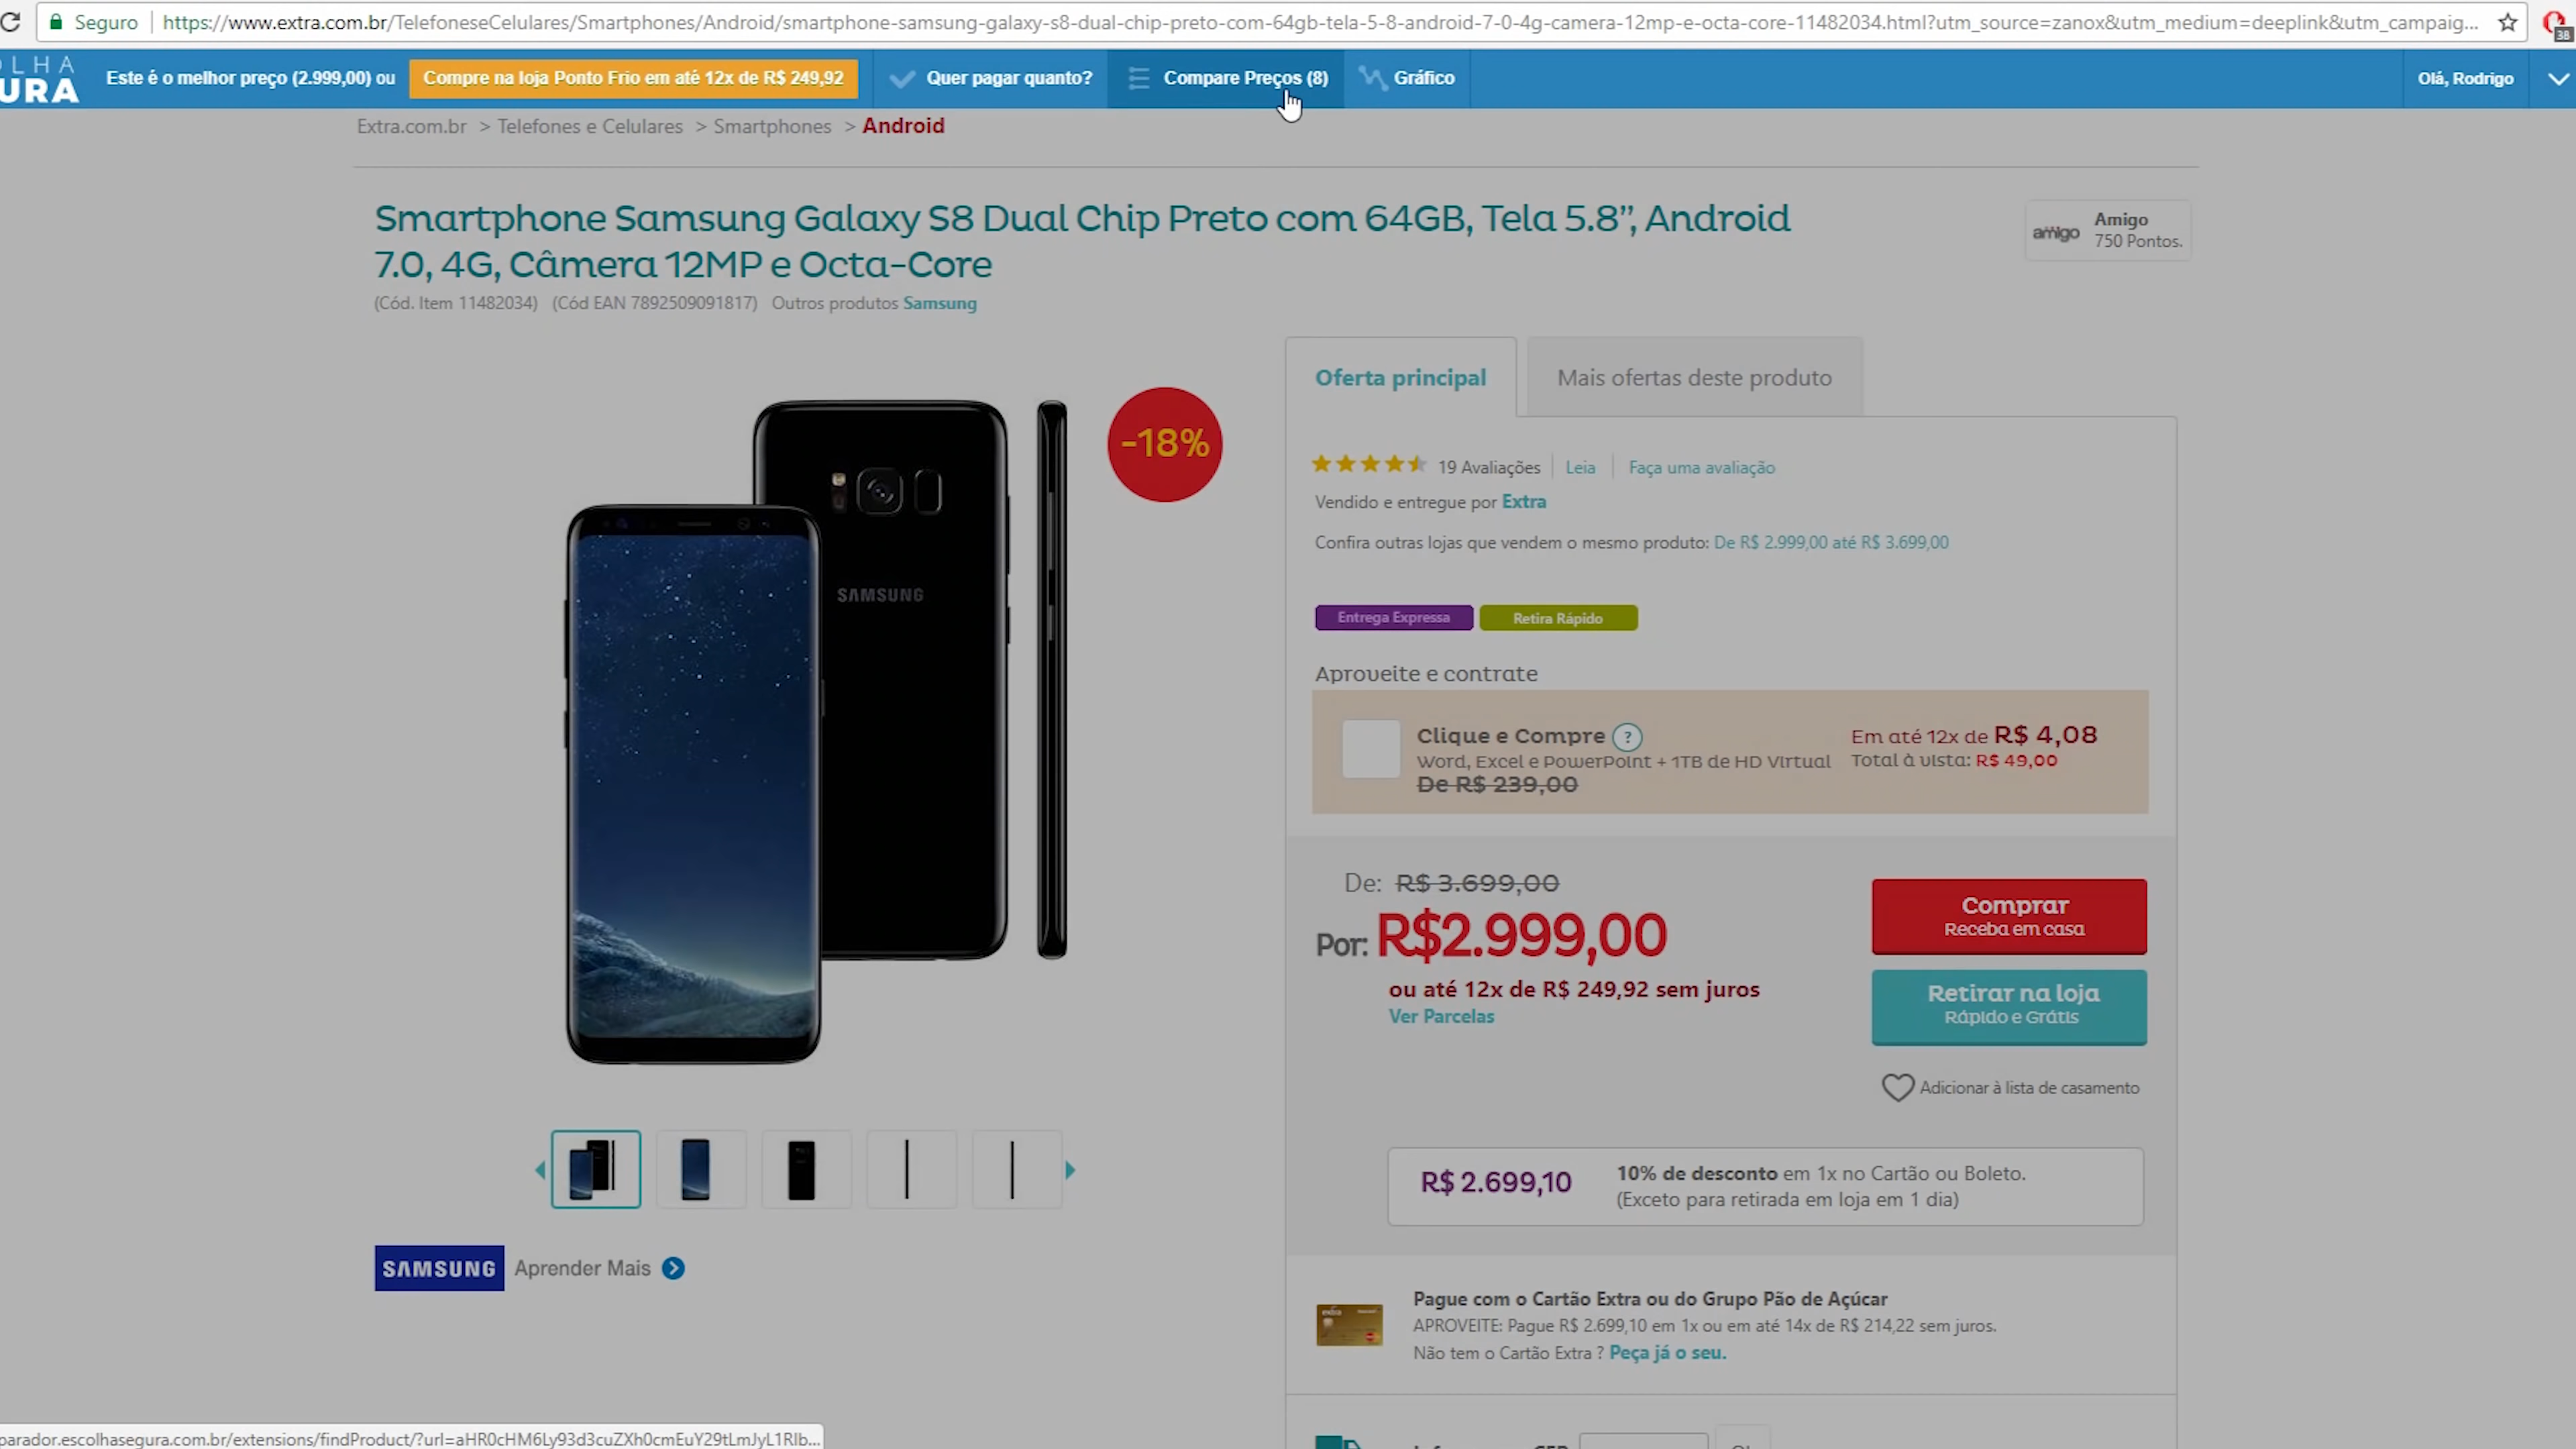 Seguro
https://www.extra.com.br/TelefoneseCelulares/Smartphones/Android/smartphone-samsung-galaxy-s8-dual-chip-preto-com-64gb-tela-5-8-android-7-0-4g-camera-12mp-e-octa-core-11482034.html?utm_source=zanox&utm_medium=deeplink&utm_campaig...
38
OLHA
URA
Este é o melhor preço (2.999,00) ou
Compre na loja Ponto Frio em até 12x de R$ 249,92
Quer pagar quanto?
Compare Preços (8)
Gráfico
Olá, Rodrigo
Extra.com.br > Telefones e Celulares > Smartphones > Android
Smartphone Samsung Galaxy S8 Dual Chip Preto com 64GB, Tela 5.8”, Android
7.0, 4G, Câmera 12MP e Octa-Core
amigo
Amigo
750 Pontos.
(Cód. Item 11482034) (Cód EAN 7892509091817) Outros produtos Samsung
Oferta principal
Mais ofertas deste produto
-18%
SAMSUNG
19 Avaliações
Leia
Faça uma avaliação
Vendido e entregue por Extra
Confira outras lojas que vendem o mesmo produto: De R$ 2.999,00 até R$ 3.699,00
Entrega Expressa
Retira Rápido
Aproveite e contrate
Clique e Compre ?
Em até 12x de R$ 4,08
Word, Excel e PowerPoint + 1TB de HD Virtual
Total à vista: R$ 49,00
De R$ 239,00
De: R$ 3.699,00
Por: R$2.999,00
ou até 12x de R$ 249,92 sem juros
Ver Parcelas
Comprar
Receba em casa
Retirar na loja
Rápido e Grátis
Adicionar à lista de casamento
R$ 2.699,10
10% de desconto em 1x no Cartão ou Boleto.
(Exceto para retirada em loja em 1 dia)
SAMSUNG
Aprender Mais
Pague com o Cartão Extra ou do Grupo Pão de Açúcar
APROVEITE: Pague R$ 2.699,10 em 1x ou em até 14x de R$ 214,22 sem juros.
Não tem o Cartão Extra ? Peça já o seu.
parador.escolhasegura.com.br/extensions/findProduct/?url=aHR0cHM6Ly93d3cuZXh0cmEuY29tLmJyL1Rlb...